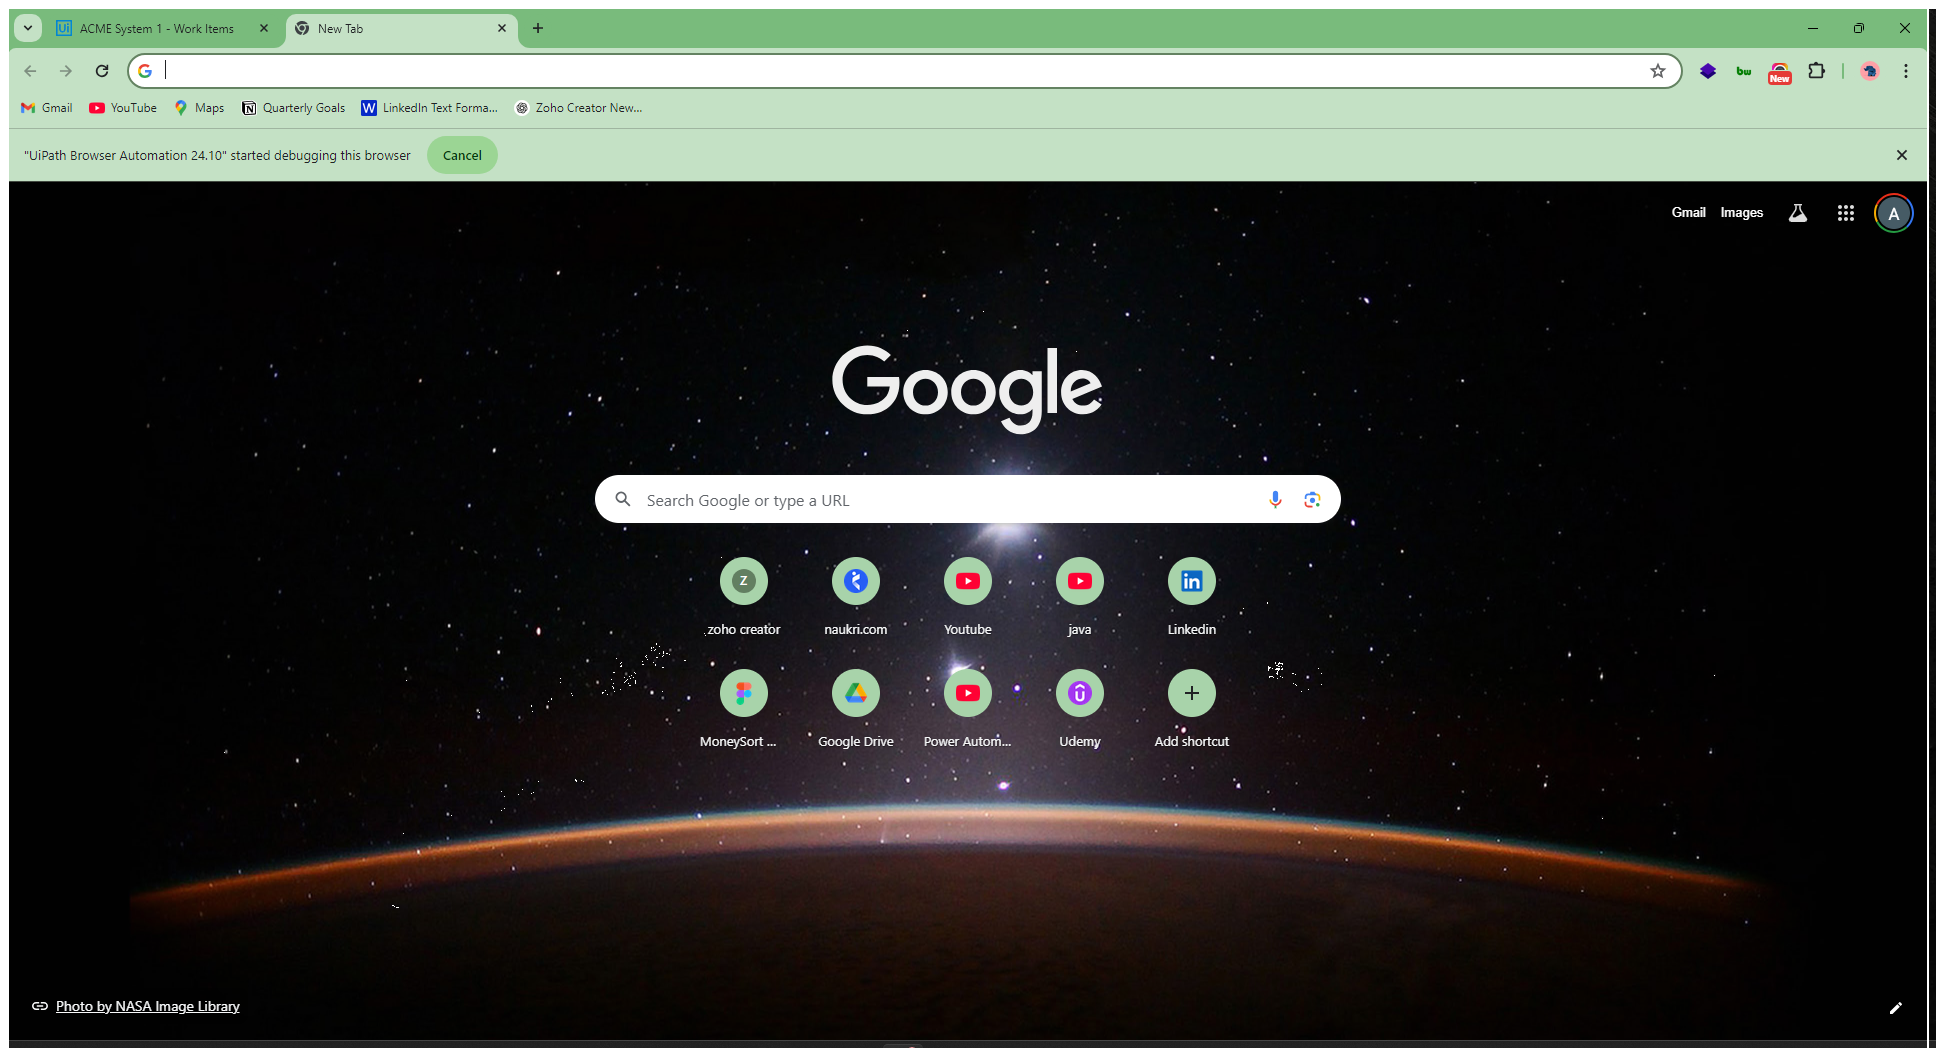 ACME System 1 - Work Items
New Tab
New
Gmail
YouTube
Maps
Quarterly Goals
LinkedIn Text Forma...
Zoho Creator New...
"UiPath Browser Automation 24.10" started debugging this browser
Cancel
Gmail
Images
A
Google
Search Google or type a URL
zoho creator
naukri.com
Youtube
java
Linkedin
MoneySort ...
Google Drive
Power Autom...
Udemy
Add shortcut
Photo by NASA Image Library